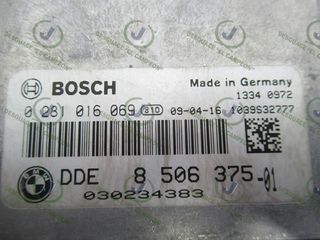 BOSCH
Made in Germany
1334 0972
0 281 016 069 810 09-04-16 1039S32777
BMW
DDE 8 506 375-01
030234383